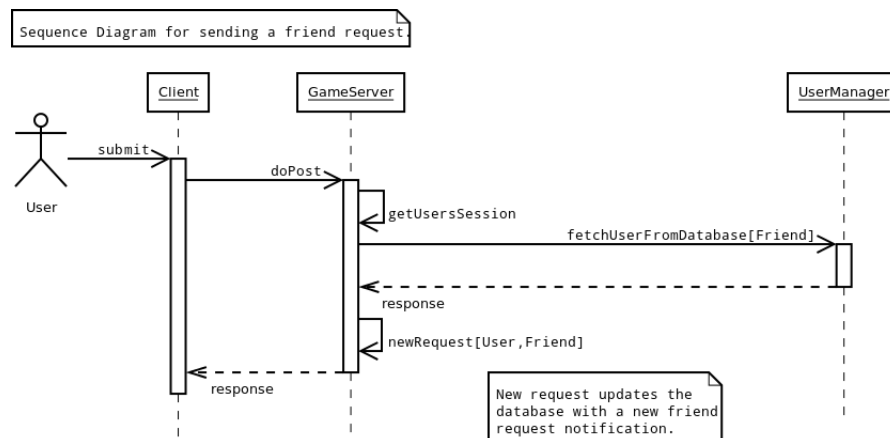 Sequence Diagram for sending a friend request.
Client
GameServer
UserManager
submit
User
doPost
getUsersSession
fetchUserFromDatabase[Friend]
response
newRequest[User,Friend]
response
New request updates the
database with a new friend
request notification.